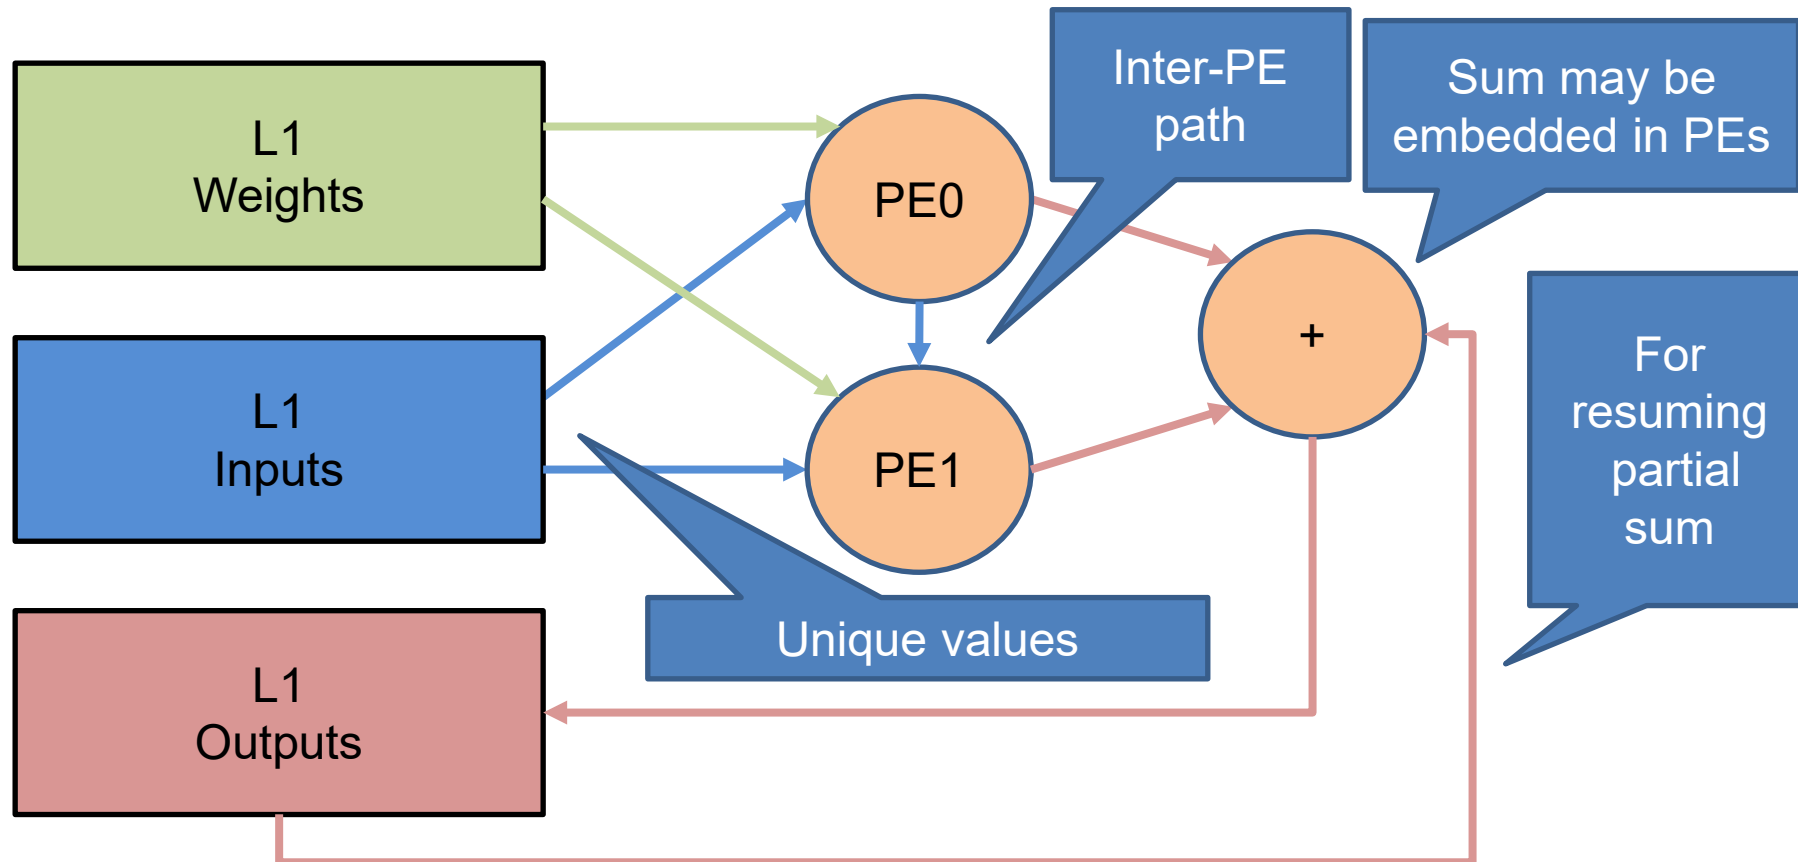 L1
Weights
L1
Inputs
L1
Outputs
PE0
PE1
+
Inter-PE
path
Sum may be
embedded in PEs
For
resuming
partial
sum
Unique values